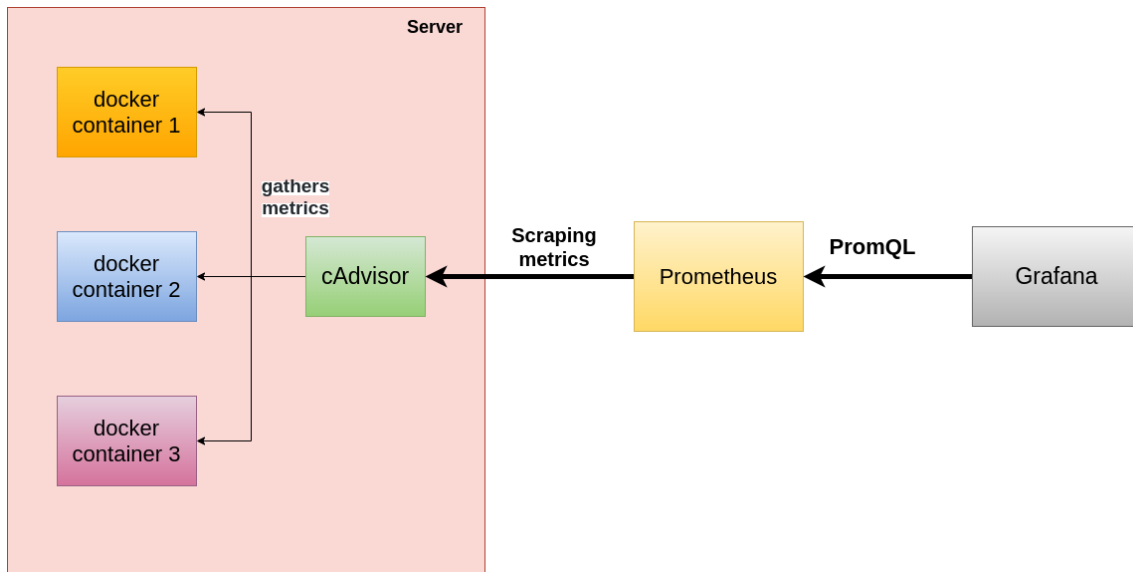 Server
docker
container 1
gathers
metrics
docker
container 2
cAdvisor
Scraping
metrics
Prometheus
PromQL
Grafana
docker
container 3